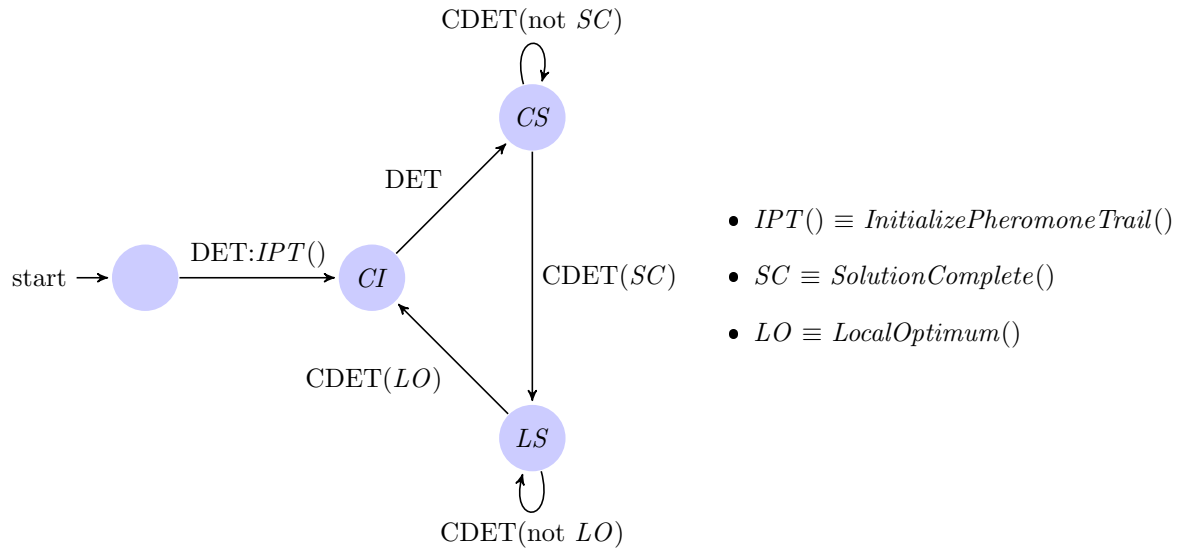 CDET(not SC)
CS
DET
DET:IPT()
start
CI
CDET(SC)
CDET(LO)
LS
CDET(not LO)
• IPT() ≡ InitializePheromoneTrail()
• SC ≡ SolutionComplete()
• LO ≡ LocalOptimum()